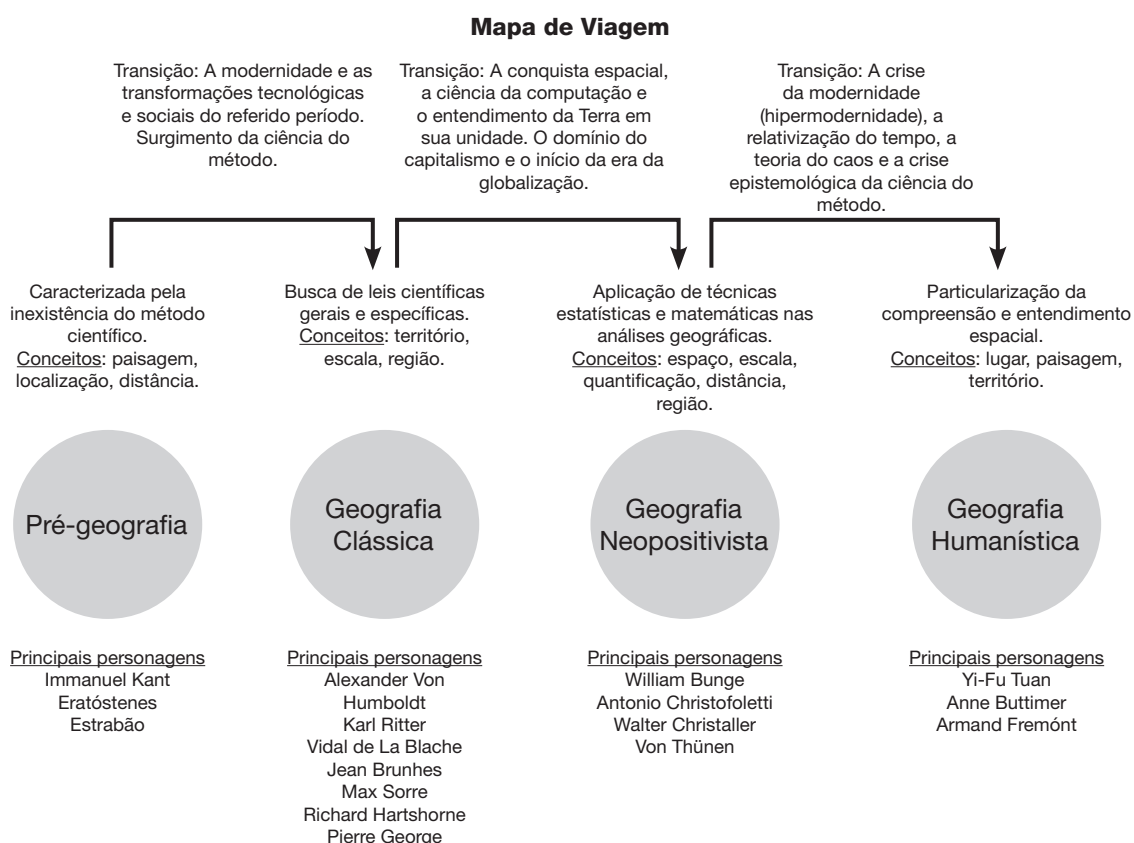 Mapa de Viagem
Transição: A modernidade e as
transformações tecnológicas
e sociais do referido período.
Surgimento da ciência do
método.
Transição: A conquista espacial,
a ciência da computação e
o entendimento da Terra em
sua unidade. O domínio do
capitalismo e o início da era da
globalização.
Transição: A crise
da modernidade
(hipermodernidade), a
relativização do tempo, a
teoria do caos e a crise
epistemológica da ciência do
método.
Caracterizada pela
inexistência do método
científico.
Conceitos: paisagem,
localização, distância.
Busca de leis científicas
gerais e específicas.
Conceitos: território,
escala, região.
Aplicação de técnicas
estatísticas e matemáticas nas
análises geográficas.
Conceitos: espaço, escala,
quantificação, distância,
região.
Particularização da
compreensão e entendimento
espacial.
Conceitos: lugar, paisagem,
território.
Pré-geografia
Geografia
Clássica
Geografia
Neopositivista
Geografia
Humanística
Principais personagens
Immanuel Kant
Eratóstenes
Estrabão
Principais personagens
Alexander Von
Humboldt
Karl Ritter
Vidal de La Blache
Jean Brunhes
Max Sorre
Richard Hartshorne
Pierre George
Principais personagens
William Bunge
Antonio Christofoletti
Walter Christaller
Von Thünen
Principais personagens
Yi-Fu Tuan
Anne Buttimer
Armand Fremónt